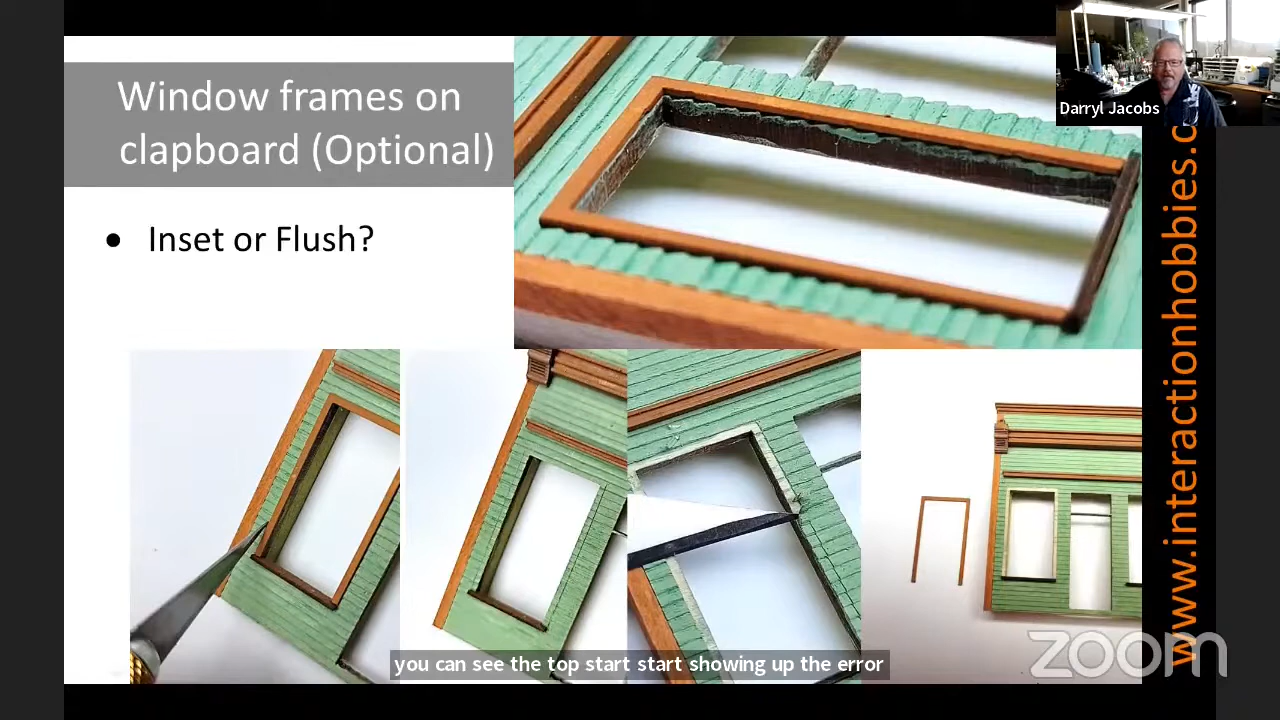 Window frames on
clapboard (Optional)
• Inset or Flush?
Darryl Jacobs
www.interactionhobbies.c
you can see the top start start showing up the error
zoom